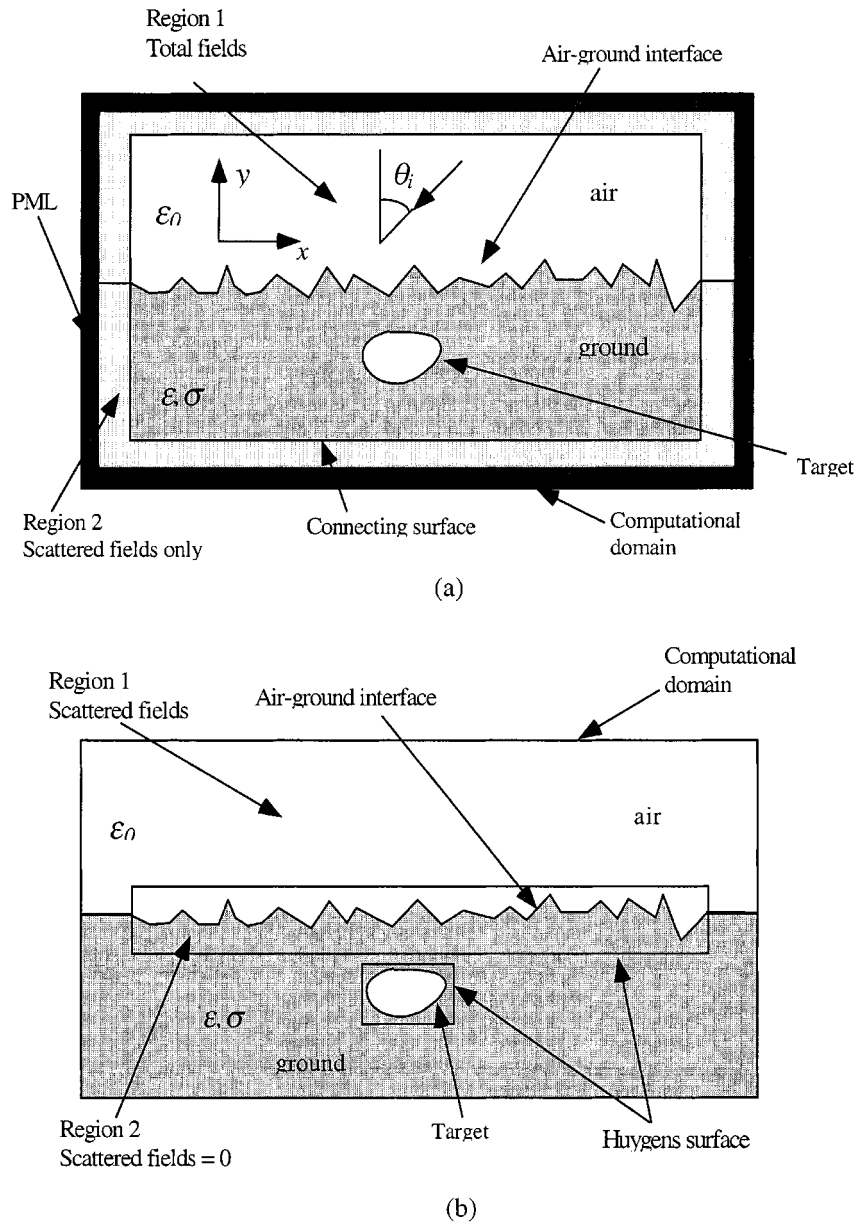 Region 1
Total fields
Air-ground interface
PML
y
θi
air
ε0
x
ground
ε, σ
Target
Region 2
Scattered fields only
Connecting surface
Computational
domain
(a)
Computational
domain
Region 1
Scattered fields
Air-ground interface
ε0
air
ε, σ
ground
Region 2
Scattered fields = 0
Target
Huygens surface
(b)